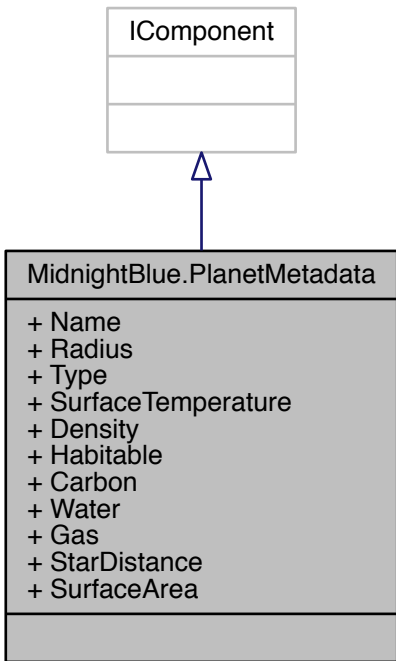 IComponent
MidnightBlue.PlanetMetadata
+ Name
+ Radius
+ Type
+ SurfaceTemperature
+ Density
+ Habitable
+ Carbon
+ Water
+ Gas
+ StarDistance
+ SurfaceArea